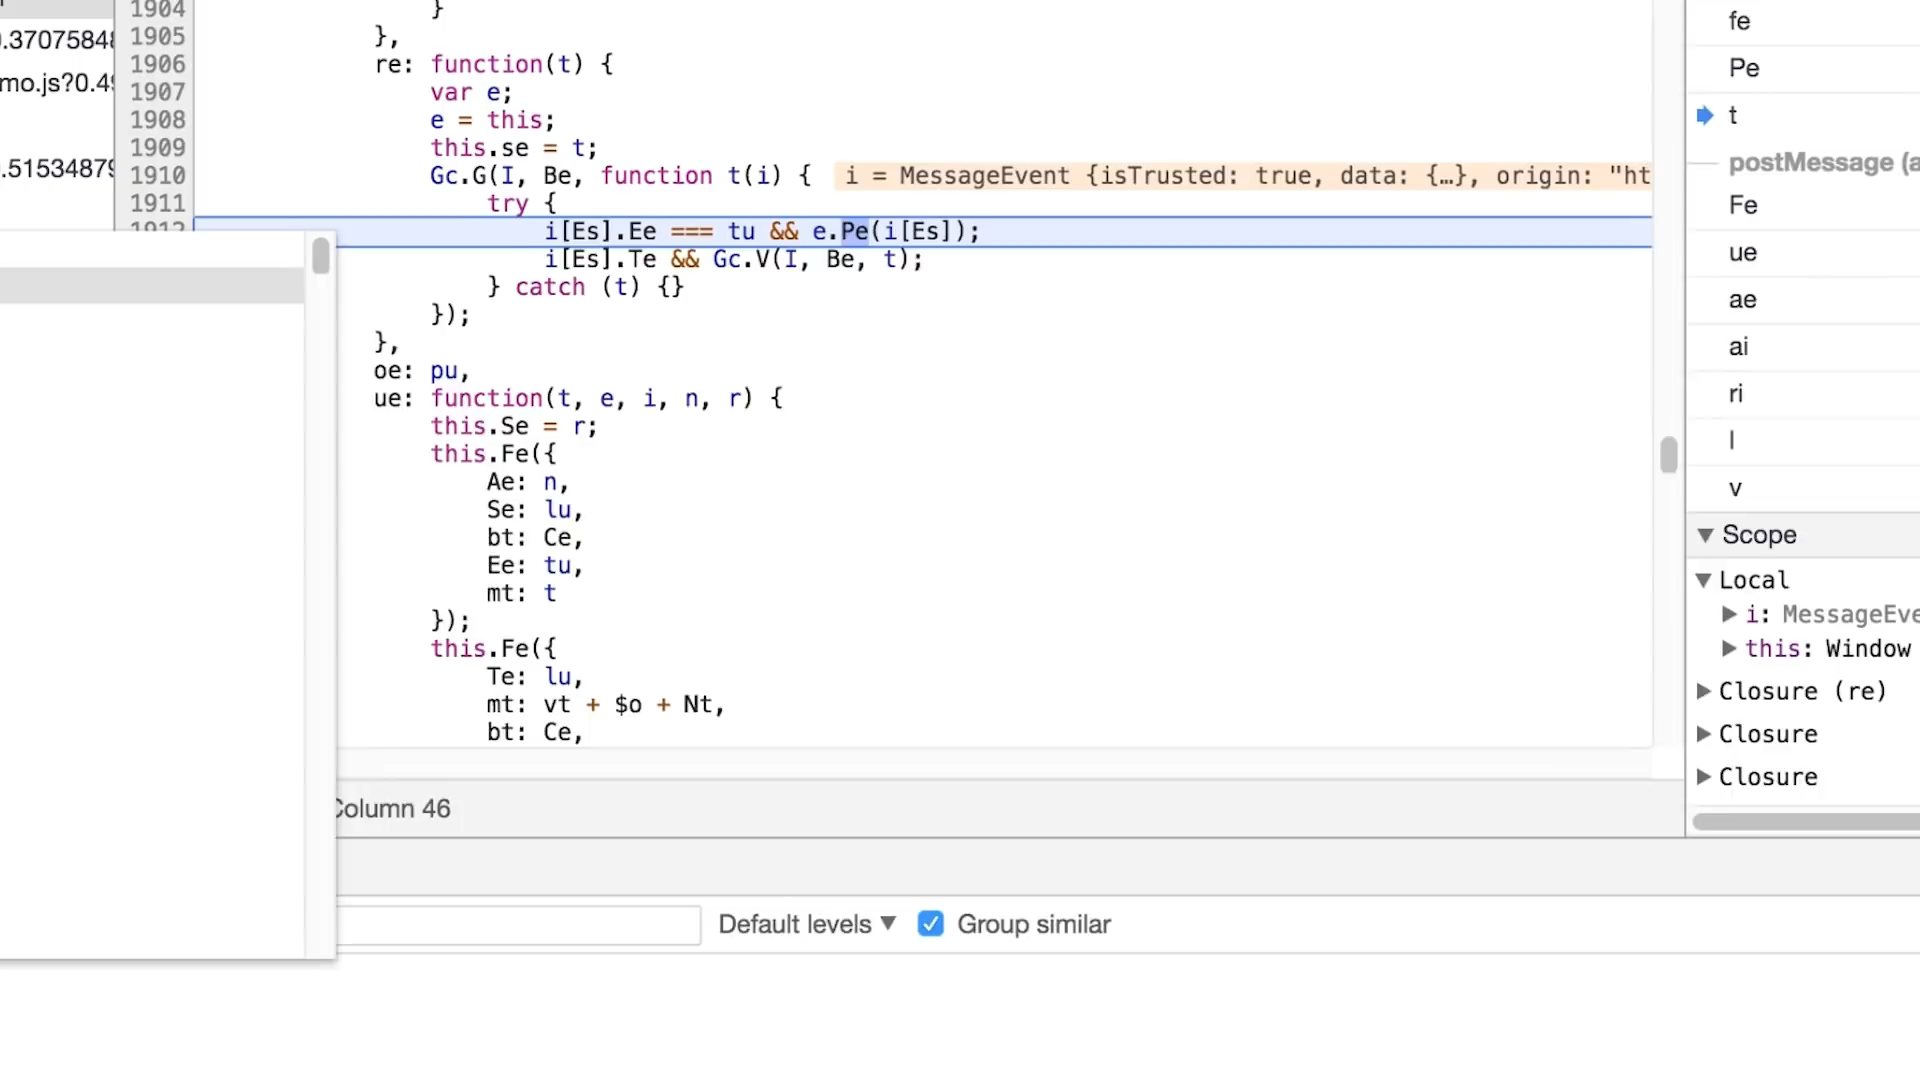 0.3707584
mo.js?0.49
.51534879
1904
1905
1906
1907
1908
1909
1910
1911
1912
}
},
re: function(t) {
var e;
e = this;
this.se = t;
Gc.G(I, Be, function t(i) { i = MessageEvent {isTrusted: true, data: {…}, origin: "ht
try {
i[Es].Ee === tu && e.Pe(i[Es]);
i[Es].Te && Gc.V(I, Be, t);
} catch (t) {}
});
},
oe: pu,
ue: function(t, e, i, n, r) {
this.Se = r;
this.Fe({
Ae: n,
Se: lu,
bt: Ce,
Ee: tu,
mt: t
});
this.Fe({
Te: lu,
mt: vt + $o + Nt,
bt: Ce,
Column 46
Default levels ▼ Group similar
fe
Pe
t
postMessage (a
Fe
ue
ae
ai
ri
l
v
▼ Scope
▼ Local
▶ i: MessageEve
▶ this: Window
▶ Closure (re)
▶ Closure
▶ Closure